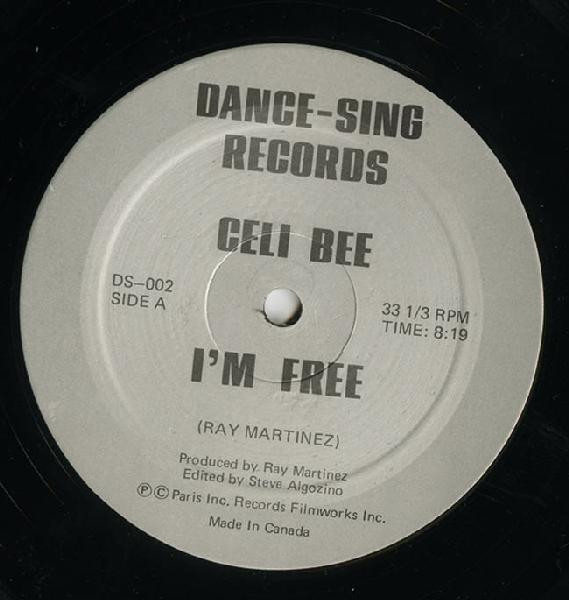 DANCE-SING
RECORDS
CELI BEE
DS-002
SIDE A
33 1/3 RPM
TIME: 8:19
I'M FREE
(RAY MARTINEZ)
Produced by Ray Martinez
Edited by Steve Algozino
ⓅⒸParis Inc. Records Filmworks Inc.
Made In Canada